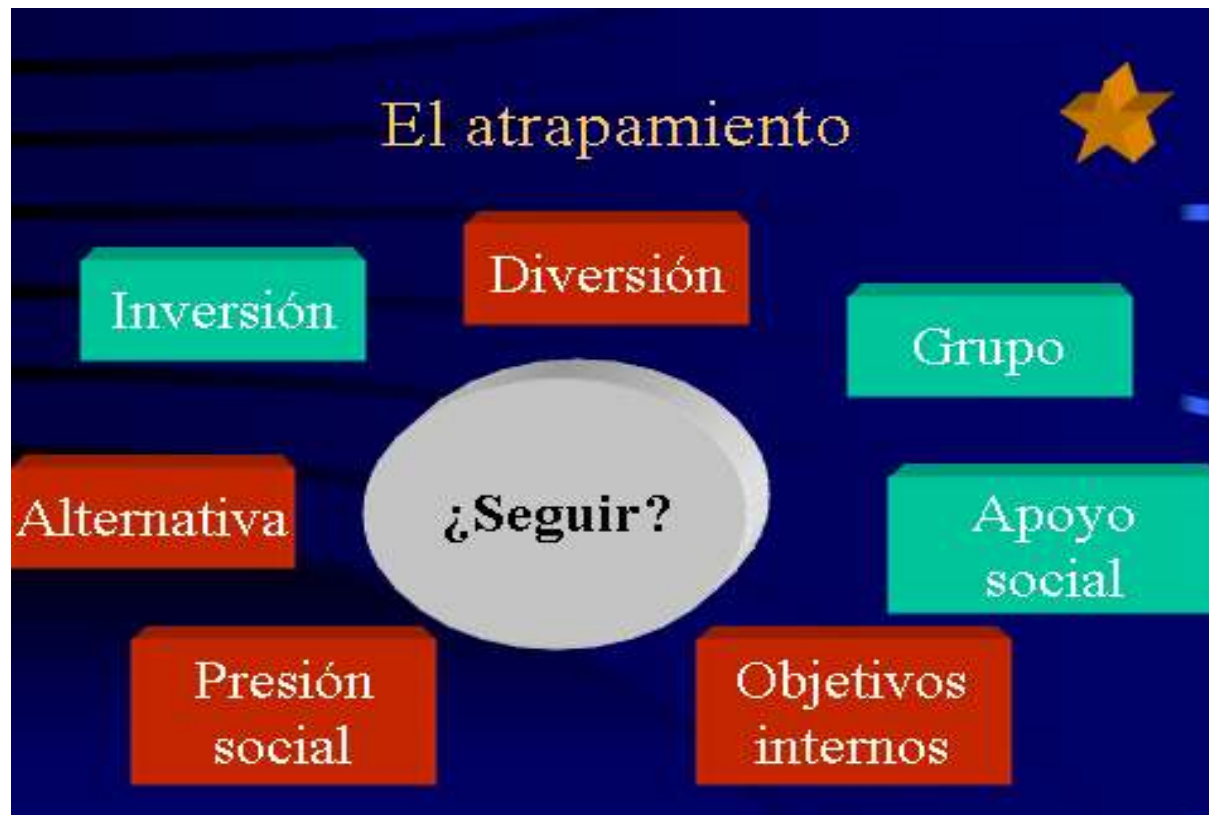 El atrapamiento
Diversión
Inversión
Grupo
¿Seguir?
Alternativa
Apoyo
social
Presión
social
Objetivos
internos